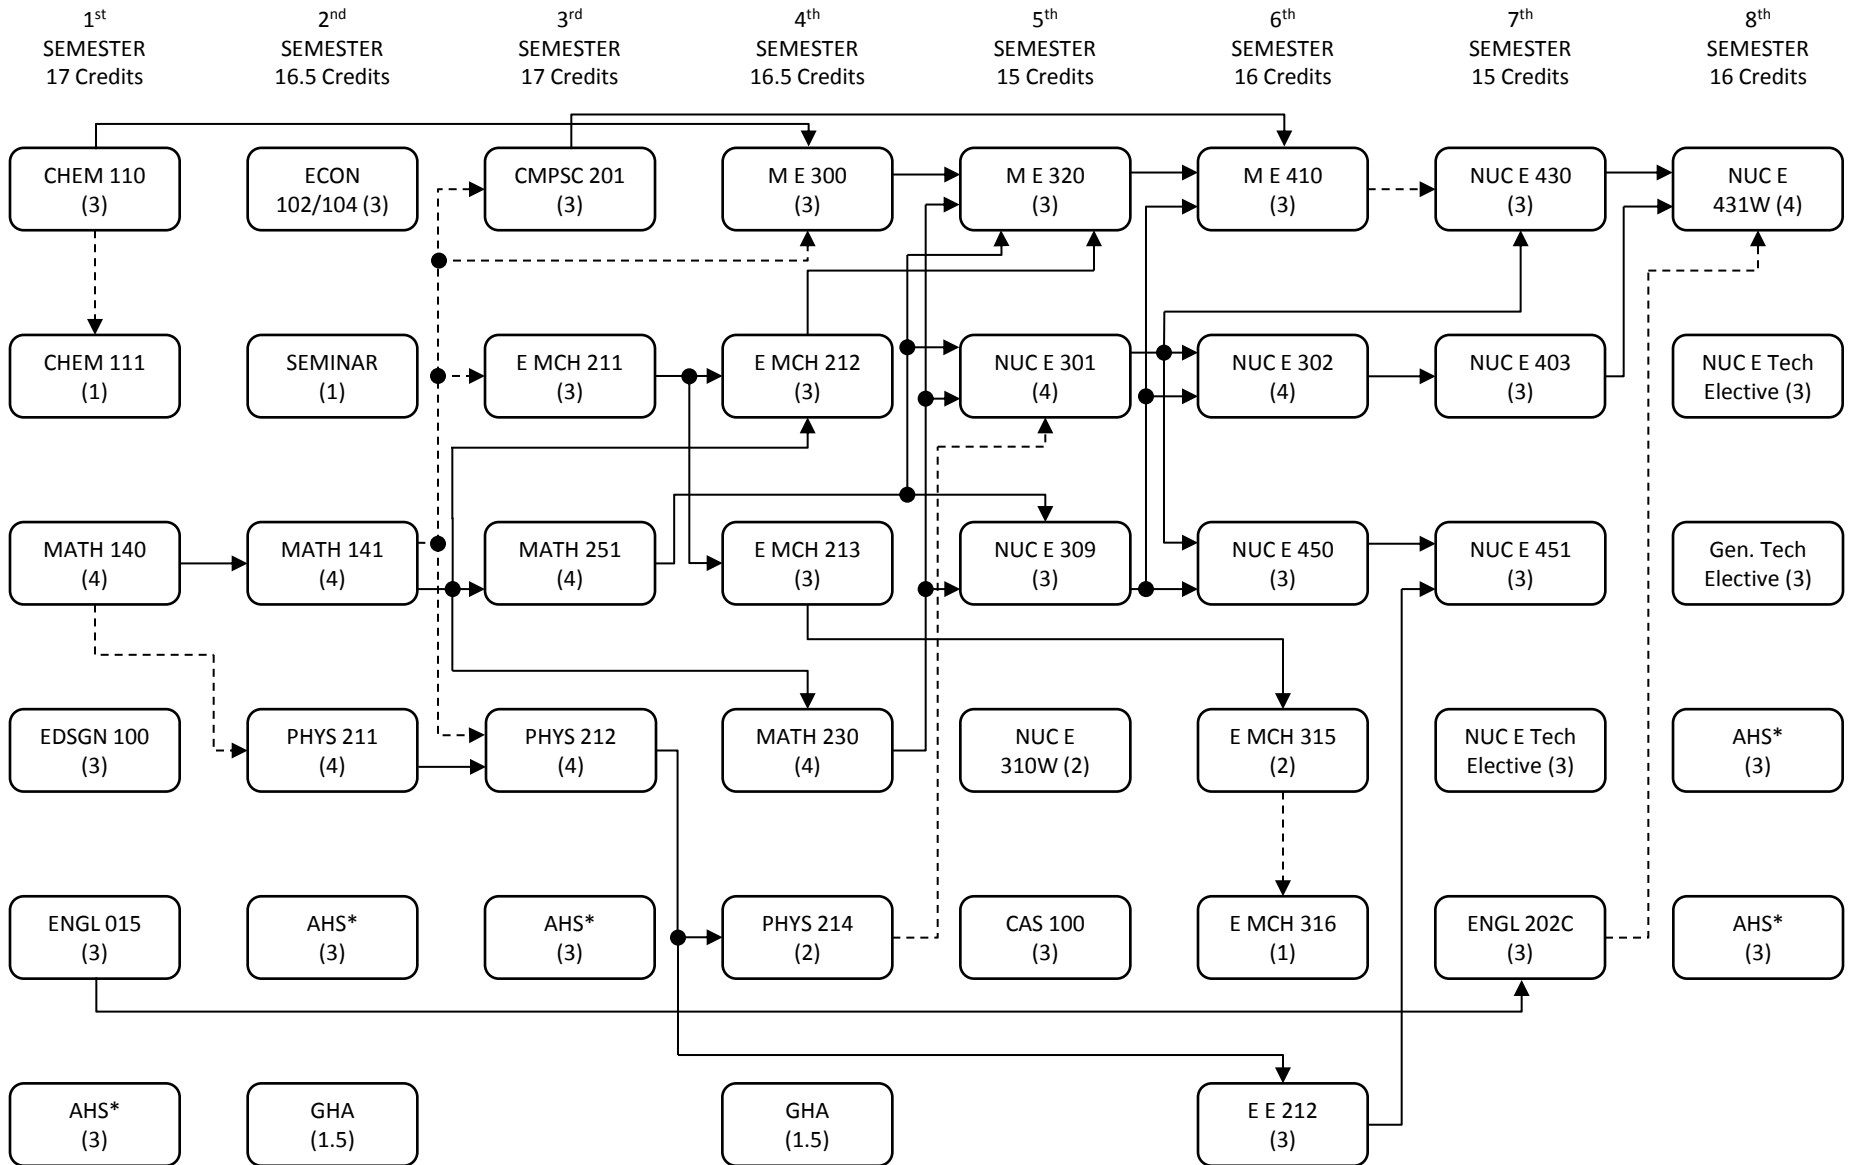 1st
SEMESTER
17 Credits
2nd
SEMESTER
16.5 Credits
3rd
SEMESTER
17 Credits
4th
SEMESTER
16.5 Credits
5th
SEMESTER
15 Credits
6th
SEMESTER
16 Credits
7th
SEMESTER
15 Credits
8th
SEMESTER
16 Credits
CHEM 110
(3)
ECON
102/104 (3)
CMPSC 201
(3)
M E 300
(3)
M E 320
(3)
M E 410
(3)
NUC E 430
(3)
NUC E
431W (4)
CHEM 111
(1)
SEMINAR
(1)
E MCH 211
(3)
E MCH 212
(3)
NUC E 301
(4)
NUC E 302
(4)
NUC E 403
(3)
NUC E Tech
Elective (3)
MATH 140
(4)
MATH 141
(4)
MATH 251
(4)
E MCH 213
(3)
NUC E 309
(3)
NUC E 450
(3)
NUC E 451
(3)
Gen. Tech
Elective (3)
EDSGN 100
(3)
PHYS 211
(4)
PHYS 212
(4)
MATH 230
(4)
NUC E
310W (2)
E MCH 315
(2)
NUC E Tech
Elective (3)
AHS*
(3)
ENGL 015
(3)
AHS*
(3)
AHS*
(3)
PHYS 214
(2)
CAS 100
(3)
E MCH 316
(1)
ENGL 202C
(3)
AHS*
(3)
AHS*
(3)
GHA
(1.5)
GHA
(1.5)
E E 212
(3)